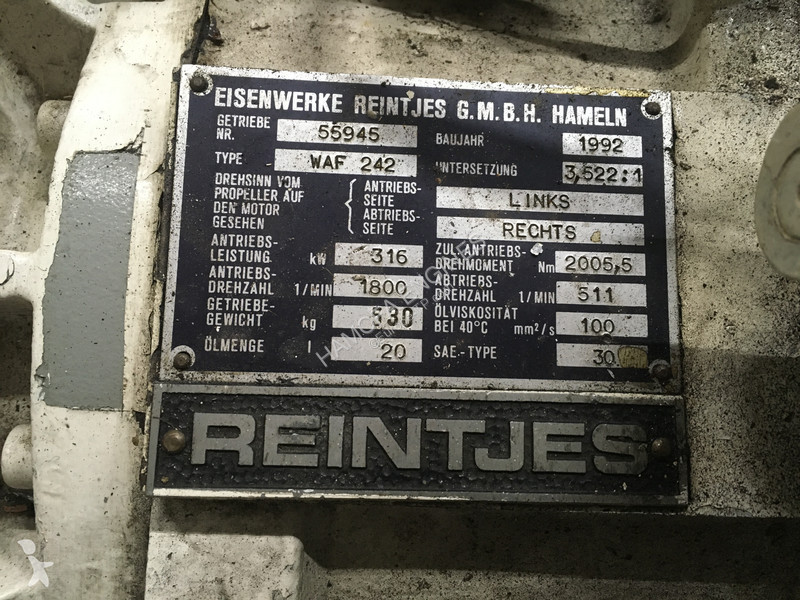 EISENWERKE REINTJES G.M.B.H. HAMELN
GETRIEBE NR. 55945
BAUJAHR 1992
TYPE WAF 242
UNTERSETZUNG 3,522:1
DREHSINN VOM
PROPELLER AUF
DEN MOTOR
GESEHEN
ANTRIEBS-
SEITE
LINKS
ABTRIEBS-
SEITE
RECHTS
ANTRIEBS-
LEISTUNG kW 316
ZUL. ANTRIEBS-
DREHMOMENT Nm 2005,5
ANTRIEBS-
DREHZAHL 1/MIN 1800
ABTRIEBS-
DREHZAHL 1/MIN 511
GETRIEBE-
GEWICHT kg 530
ÖLVISKOSITÄT
BEI 40°C mm²/s 100
ÖLMENGE l 20
SAE.-TYPE 30
REINTJES